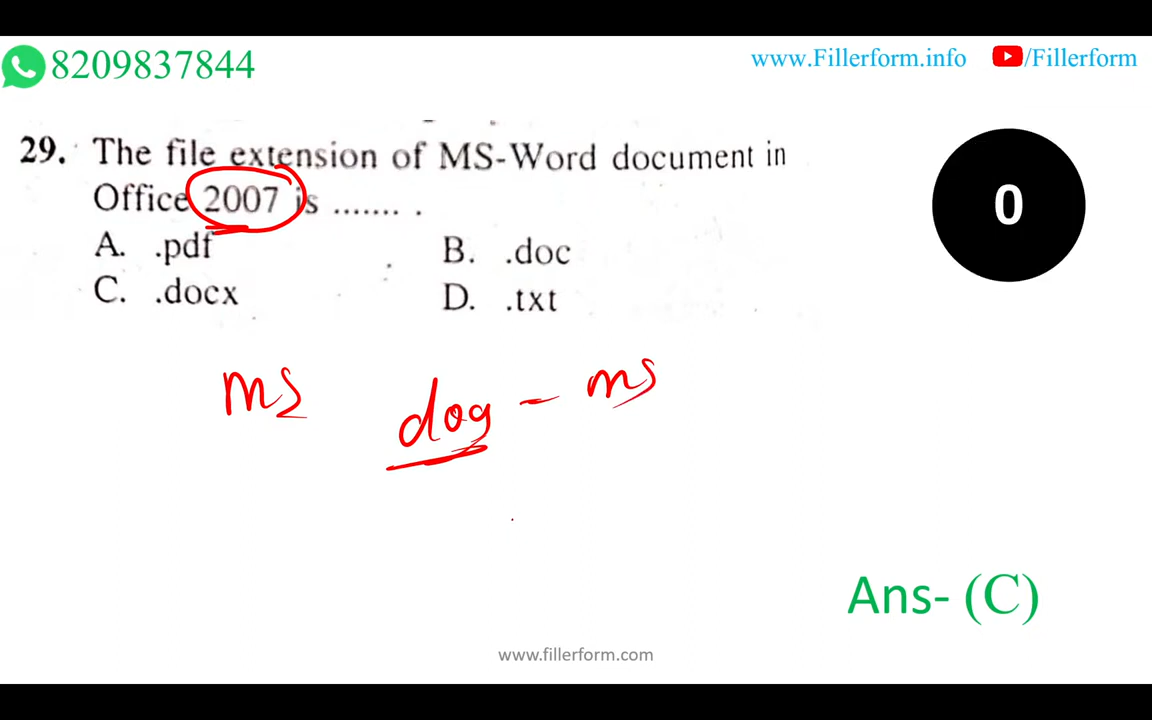 8209837844
www.Fillerform.info /Fillerform
29. The file extension of MS-Word document in
Office 2007 is ....... .
A. .pdf B. .doc
C. .docx D. .txt
0
ms dog - ms
Ans- (C)
www.fillerform.com